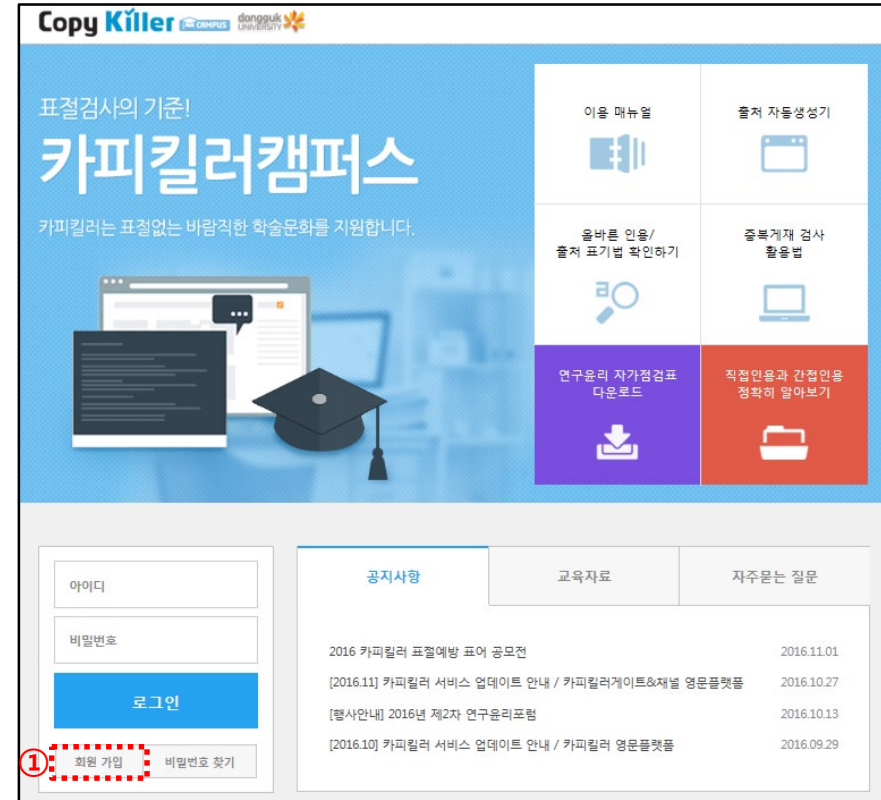 Copy Killer CAMPUS dongguk UNIVERSITY
표절검사의 기준!
카피킬러캠퍼스
카피킬러는 표절없는 바람직한 학술문화를 지원합니다.
이용 매뉴얼
출처 자동생성기
올바른 인용/
출처 표기법 확인하기
중복게재 검사
활용법
연구윤리 자가점검표
다운로드
직접인용과 간접인용
정확히 알아보기
아이디
비밀번호
로그인
① 회원 가입 비밀번호 찾기
공지사항 교육자료 자주묻는 질문
2016 카피킬러 표절예방 표어 공모전 2016.11.01
[2016.11] 카피킬러 서비스 업데이트 안내 / 카피킬러게이트&채널 영문플랫폼 2016.10.27
[행사안내] 2016년 제2차 연구윤리포럼 2016.10.13
[2016.10] 카피킬러 서비스 업데이트 안내 / 카피킬러 영문플랫폼 2016.09.29